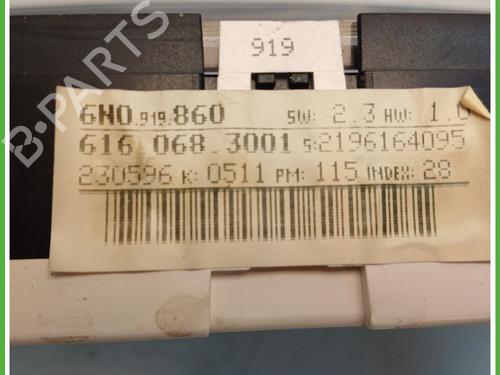 B-PARTS
919
6N0.919.860 SW: 2.3 HW: 1.0
616.068.3001 S:2196164095
230596 K: 0511 PM: 115 INDEX: 28